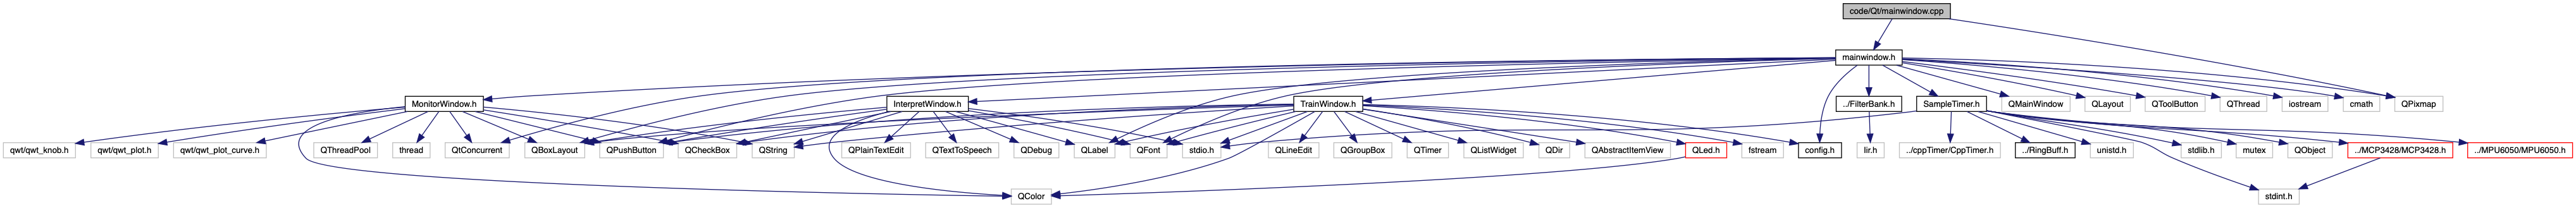 code/Qt/mainwindow.cpp
mainwindow.h
MonitorWindow.h
InterpretWindow.h
TrainWindow.h
../FilterBank.h
SampleTimer.h
QMainWindow
QLayout
QToolButton
QThread
iostream
cmath
QPixmap
qwt/qwt_knob.h
qwt/qwt_plot.h
qwt/qwt_plot_curve.h
QThreadPool
thread
QtConcurrent
QBoxLayout
QPushButton
QCheckBox
QString
QPlainTextEdit
QTextToSpeech
QDebug
QLabel
QFont
stdio.h
QLineEdit
QGroupBox
QTimer
QListWidget
QDir
QAbstractItemView
QLed.h
fstream
config.h
lir.h
../cppTimer/CppTimer.h
../RingBuff.h
unistd.h
stdlib.h
mutex
QObject
../MCP3428/MCP3428.h
../MPU6050/MPU6050.h
QColor
stdint.h